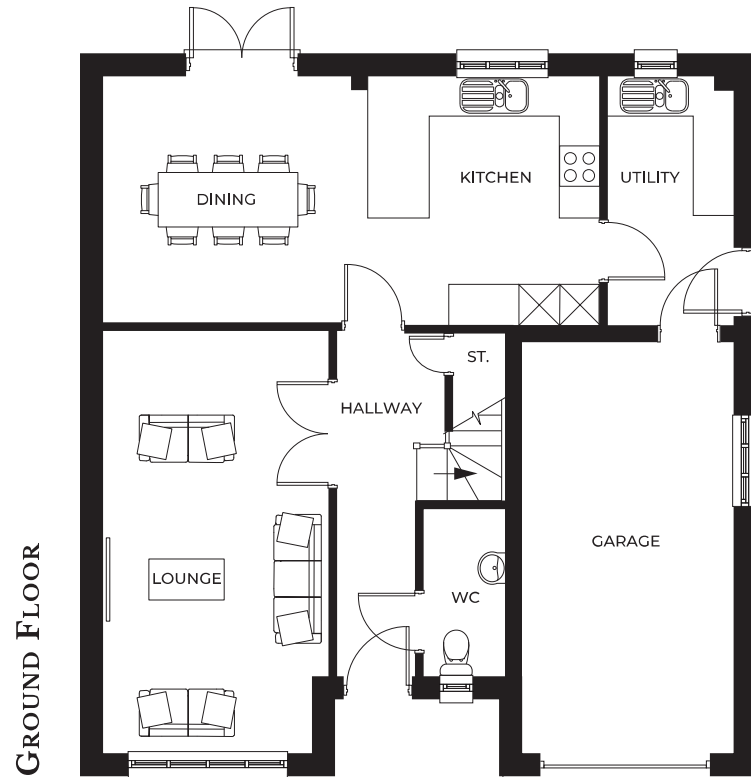 DINING
KITCHEN
UTILITY
ST.
HALLWAY
GARAGE
LOUNGE
WC
GROUND FLOOR